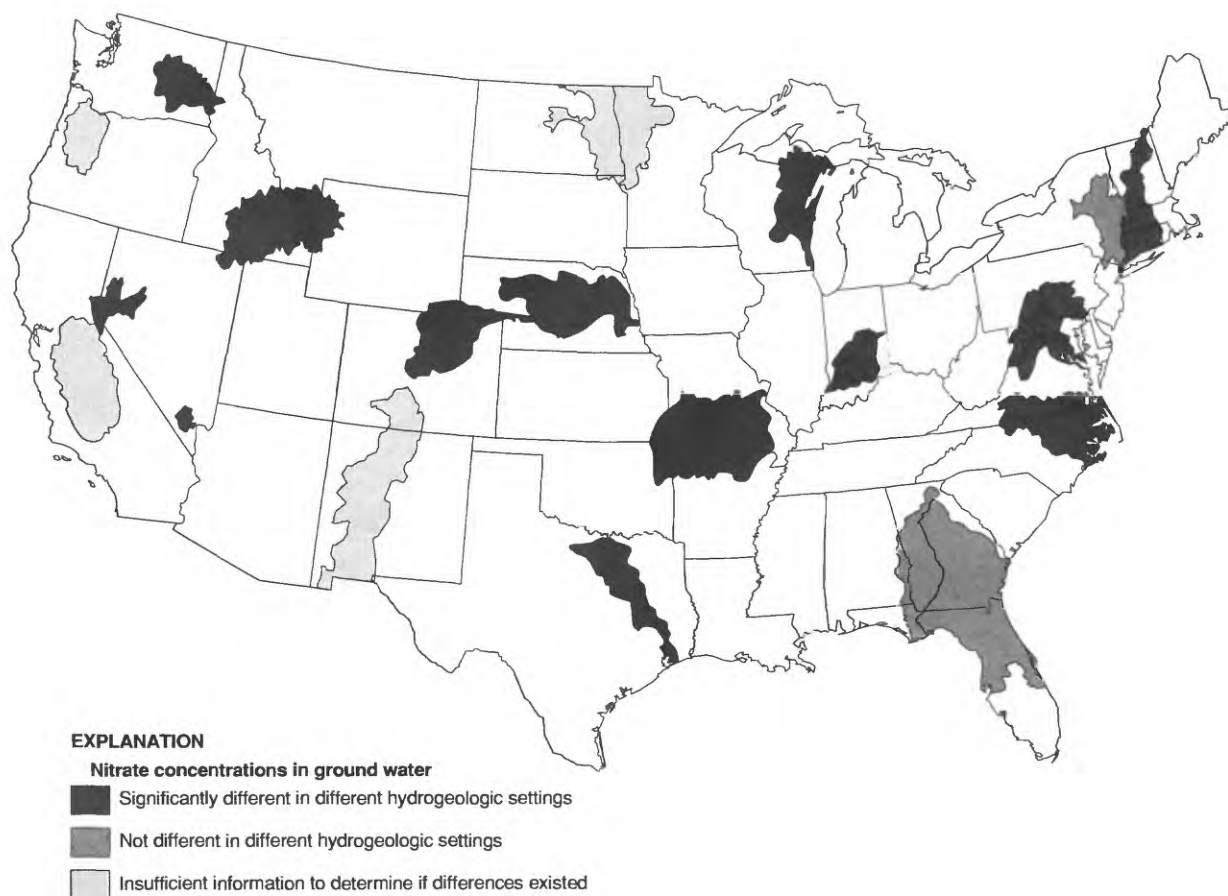 EXPLANATION
Nitrate concentrations in ground water
Significantly different in different hydrogeologic settings
Not different in different hydrogeologic settings
Insufficient information to determine if differences existed